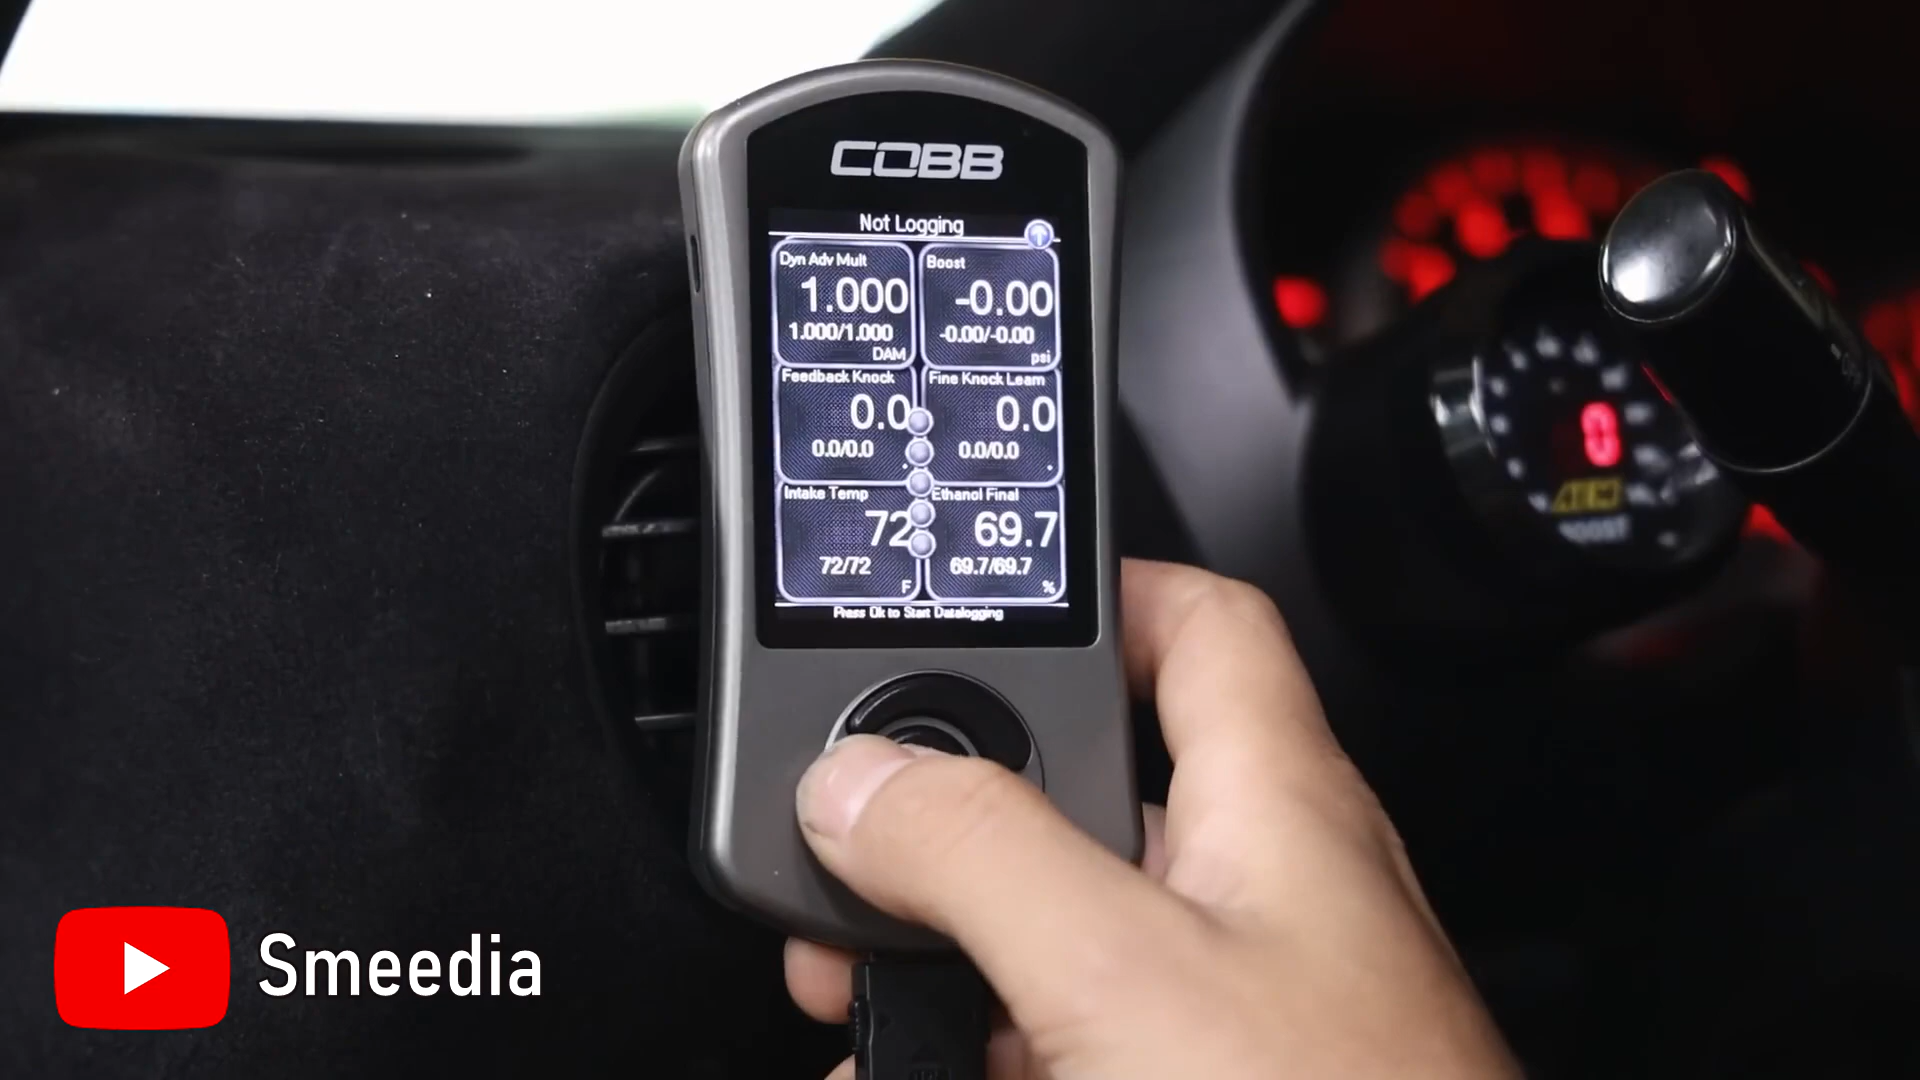 COBB
Not Logging
Dyn Adv Mult
1.000
1.000/1.000
DAM
Boost
-0.00
-0.00/-0.00
psi
Feedback Knock
0.0
0.0/0.0
Fine Knock Learn
0.0
0.0/0.0
Intake Temp
72
72/72
F
Ethanol Final
69.7
69.7/69.7
%
Press Ok to Start Datalogging
0
AEM
BOOST
Smeedia